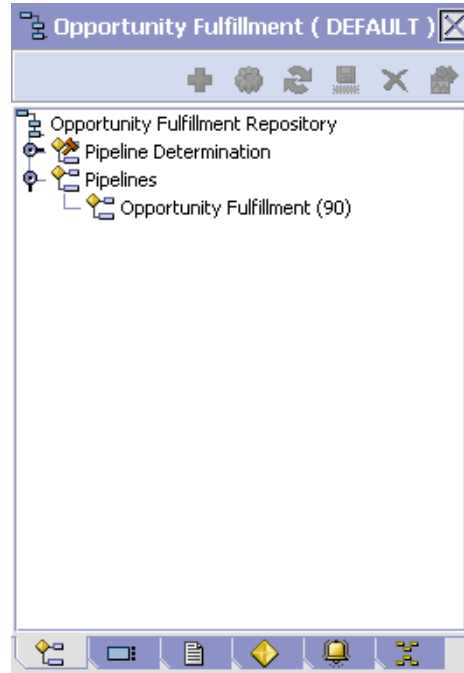 Opportunity Fulfillment ( DEFAULT )
Opportunity Fulfillment Repository
Pipeline Determination
Pipelines
Opportunity Fulfillment (90)